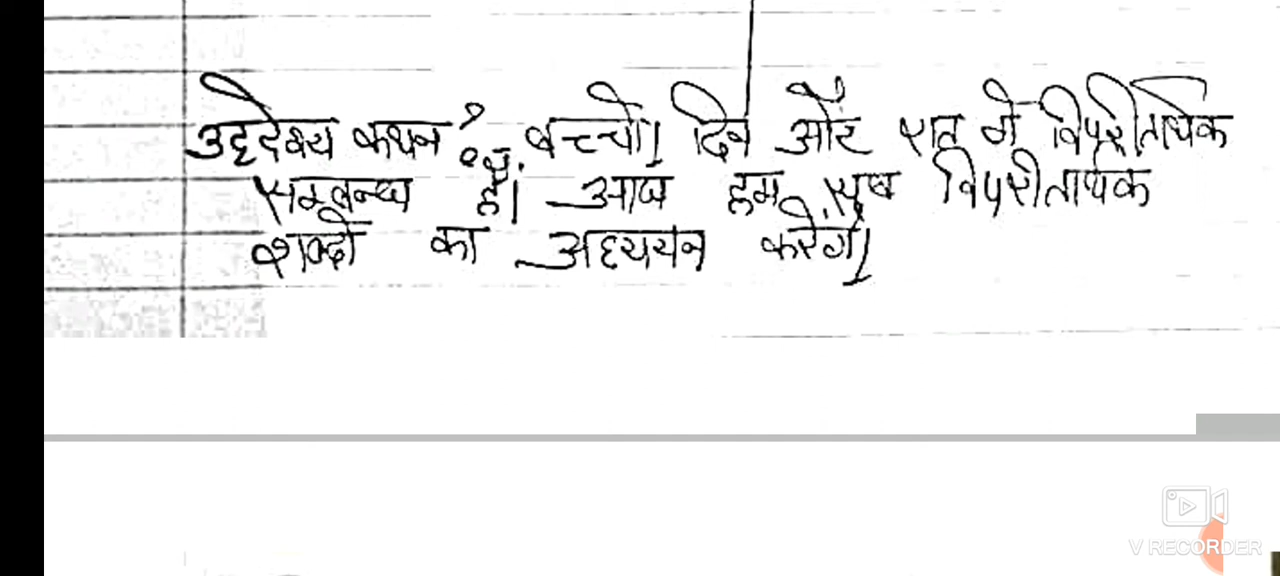 उद्देश्य कथन : बच्चों। दिन और रात मे विपरीतार्थक
सम्बन्ध हैं। आज हम विपरीतार्थक
शब्दों का अध्ययन करेंगे।
V RECORDER